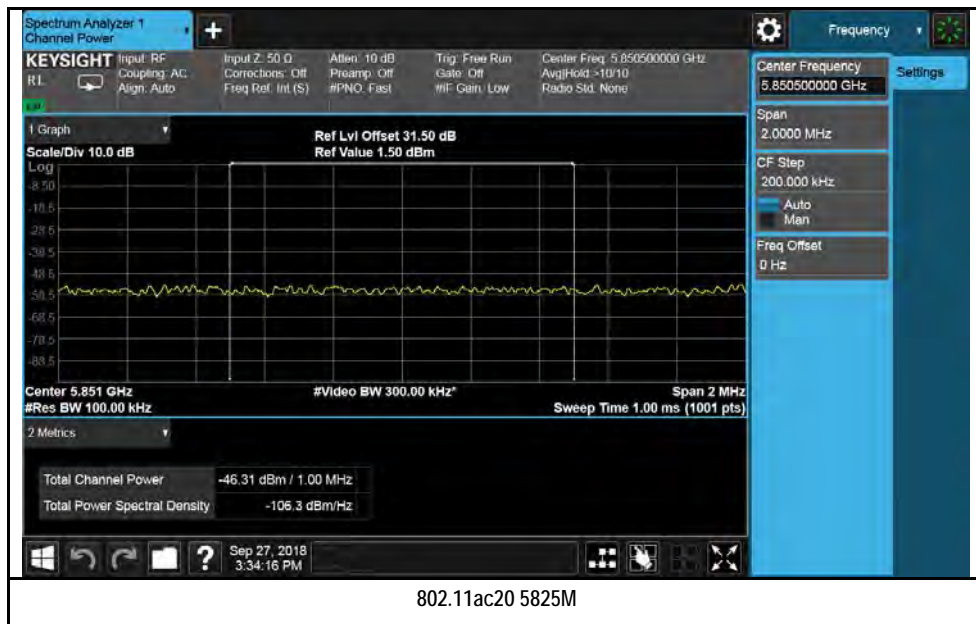 Spectrum Analyzer 1
Channel Power
+
Frequency
KEYSIGHT
RL
Input: RF
Coupling: AC
Align: Auto
Input Z: 50 Ω
Corrections: Off
Freq Ref: Int (S)
Atten: 10 dB
Preamp: Off
#PNO: Fast
Trig: Free Run
Gate: Off
#IF Gain: Low
Center Freq: 5.850500000 GHz
Avg|Hold:>10/10
Radio Std: None
Center Frequency
5.850500000 GHz
Settings
Span
2.0000 MHz
CF Step
200.000 kHz
Auto
Man
Freq Offset
0 Hz
1 Graph
Scale/Div 10.0 dB
Ref Lvl Offset 31.50 dB
Ref Value 1.50 dBm
Log
-8.50
-18.5
-28.5
-38.5
-48.5
-58.5
-68.5
-78.5
-88.5
Center 5.851 GHz
#Video BW 300.00 kHz*
Span 2 MHz
#Res BW 100.00 kHz
Sweep Time 1.00 ms (1001 pts)
2 Metrics
Total Channel Power -46.31 dBm / 1.00 MHz
Total Power Spectral Density -106.3 dBm/Hz
?
Sep 27, 2018
3:34:16 PM
802.11ac20 5825M